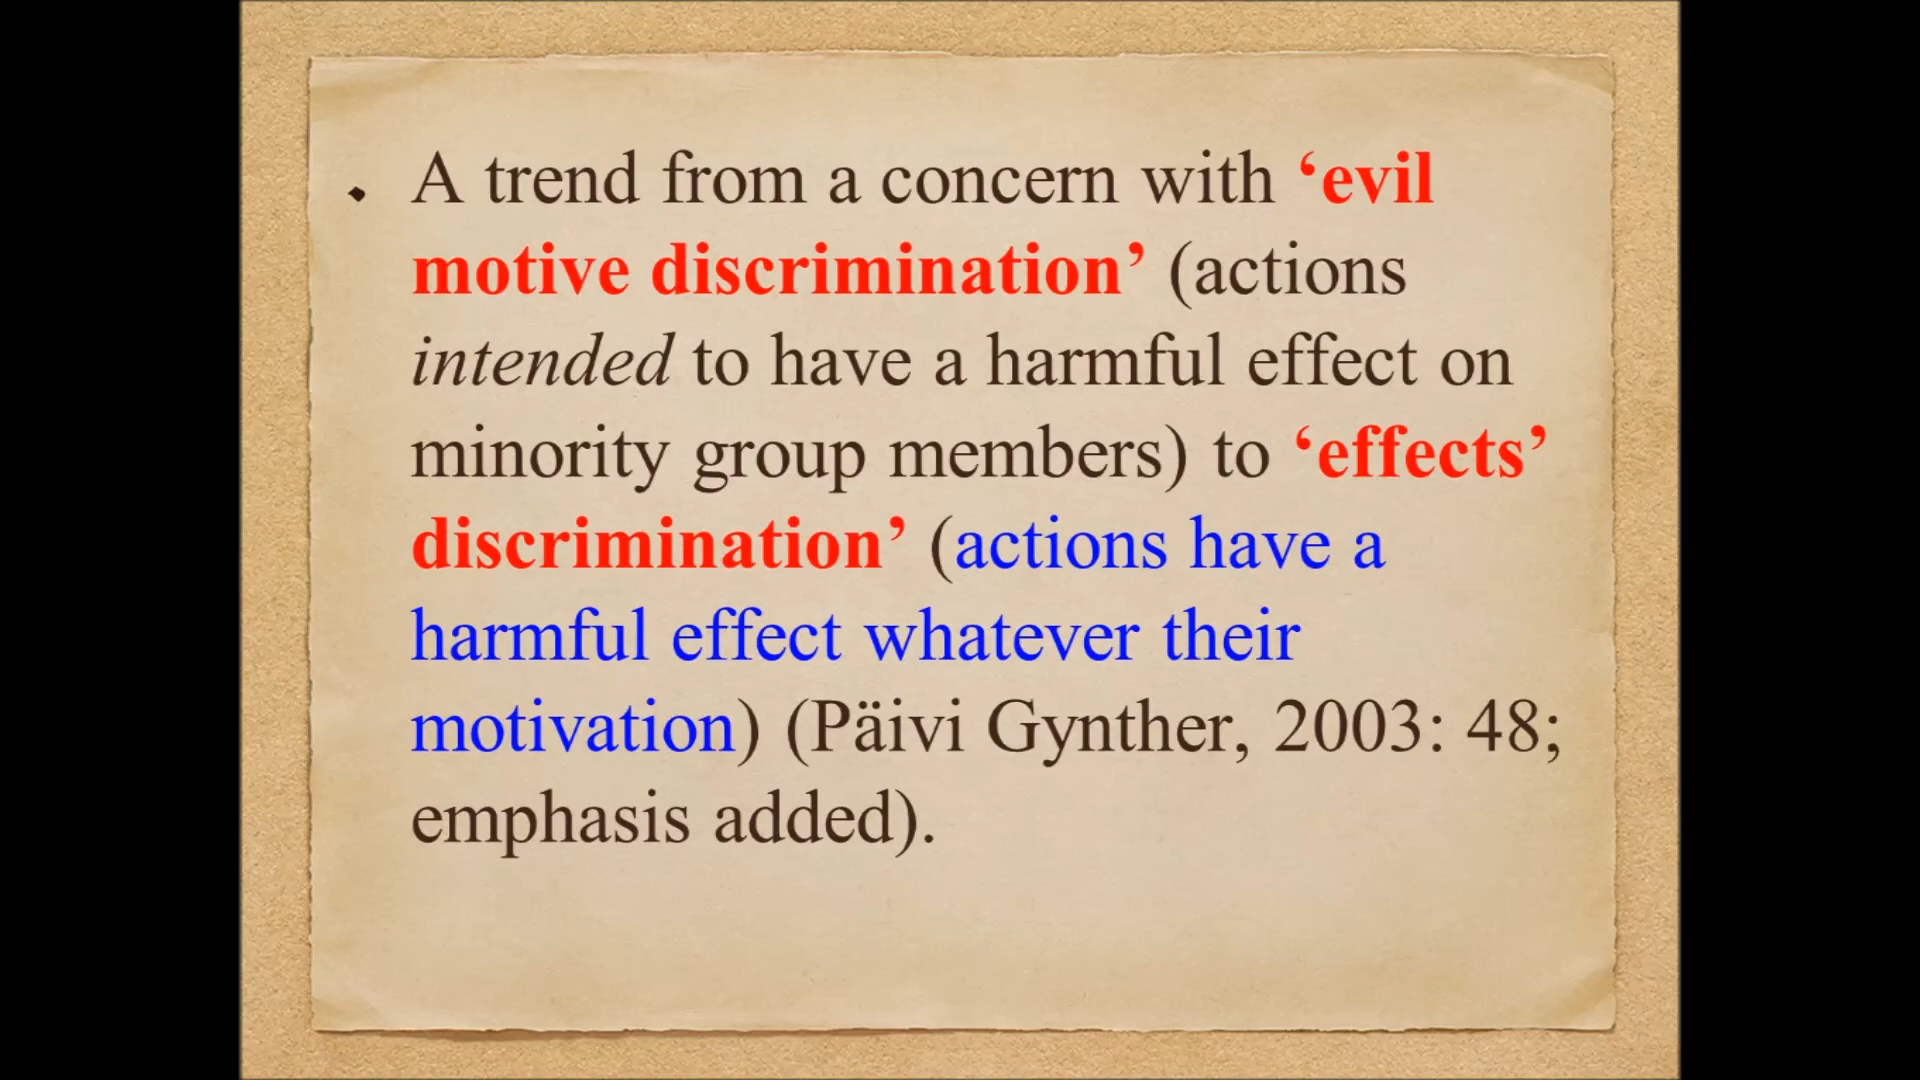 • A trend from a concern with ‘evil
motive discrimination’ (actions
intended to have a harmful effect on
minority group members) to ‘effects’
discrimination’ (actions have a
harmful effect whatever their
motivation) (Päivi Gynther, 2003: 48;
emphasis added).